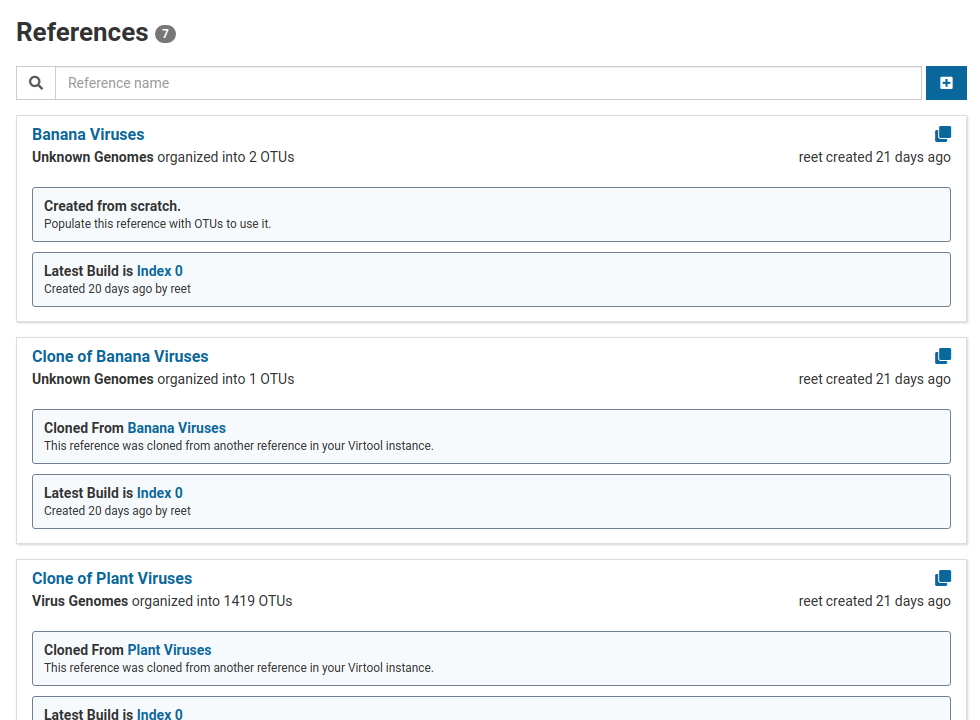 References 7
Reference name
Banana Viruses
Unknown Genomes organized into 2 OTUs
reet created 21 days ago
Created from scratch.
Populate this reference with OTUs to use it.
Latest Build is Index 0
Created 20 days ago by reet
Clone of Banana Viruses
Unknown Genomes organized into 1 OTUs
reet created 21 days ago
Cloned From Banana Viruses
This reference was cloned from another reference in your Virtool instance.
Latest Build is Index 0
Created 20 days ago by reet
Clone of Plant Viruses
Virus Genomes organized into 1419 OTUs
reet created 21 days ago
Cloned From Plant Viruses
This reference was cloned from another reference in your Virtool instance.
Latest Build is Index 0